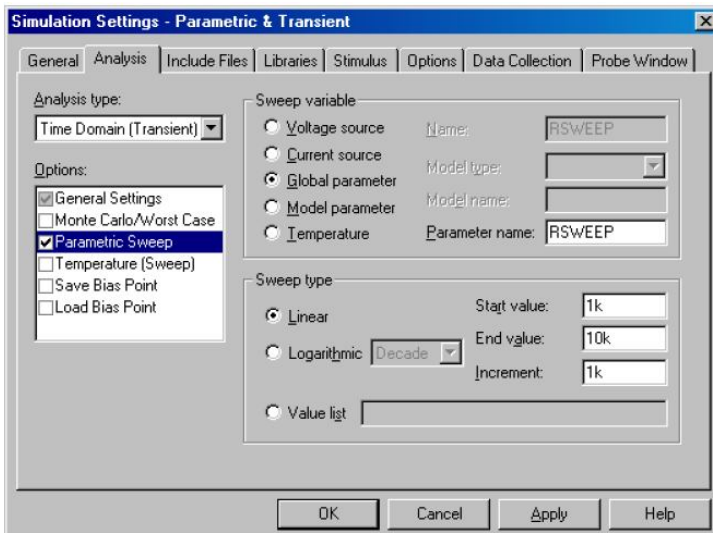 Simulation Settings - Parametric & Transient
General Analysis Include Files Libraries Stimulus Options Data Collection Probe Window
Analysis type:
Time Domain (Transient)
Options:
General Settings
Monte Carlo/Worst Case
Parametric Sweep
Temperature (Sweep)
Save Bias Point
Load Bias Point
Sweep variable
Voltage source
Current source
Global parameter
Model parameter
Temperature
Name: RSWEEP
Model type:
Model name:
Parameter name: RSWEEP
Sweep type
Linear
Logarithmic Decade
Value list
Start value: 1k
End value: 10k
Increment: 1k
OK Cancel Apply Help